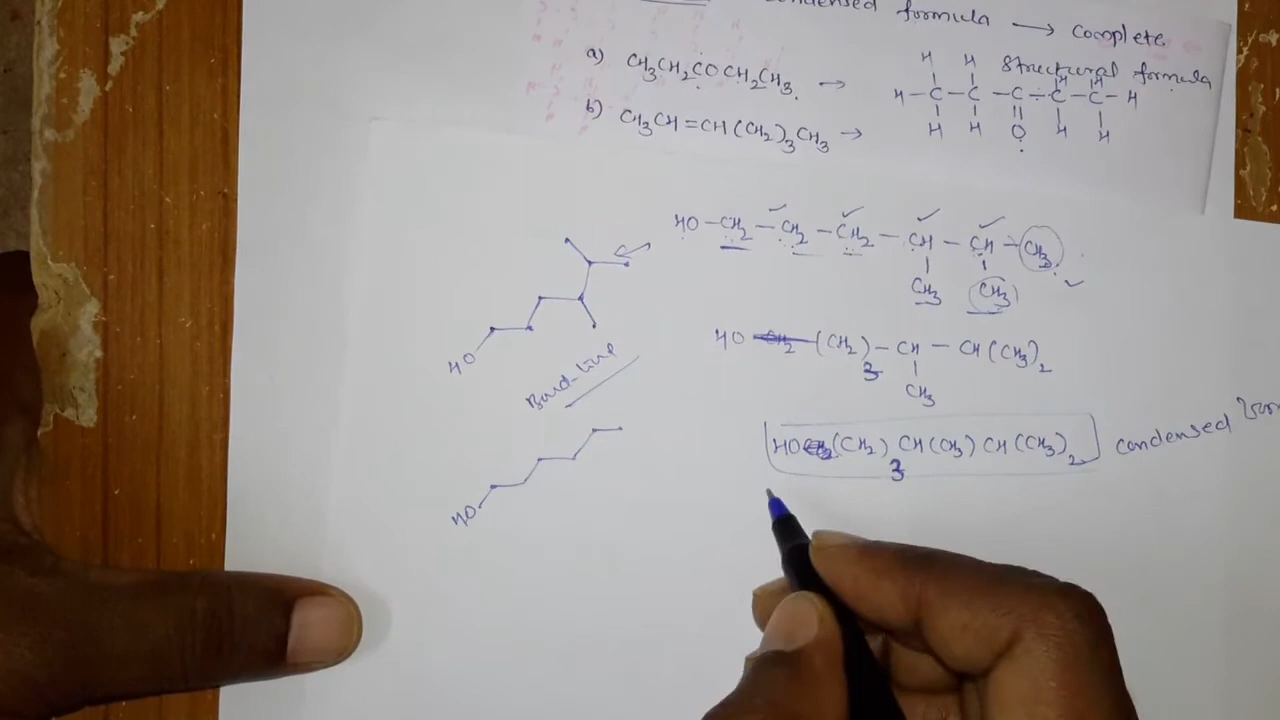 condensed formula → complete
structural formula
a) CH₃CH₂COCH₂CH₃. →
H H H H
H–C–C–C–C–C–H
H H O H H
b) CH₃CH=CH(CH₂)₃CH₃ →
HO–CH₂–CH₂–CH₂–CH–CH–CH₃
CH₃ CH₃
HO
Bond-line
HO (CH₂)₃–CH–CH(CH₃)₂
CH₃
HO(CH₂)₃CH(CH₃)CH(CH₃)₂ condensed
HO